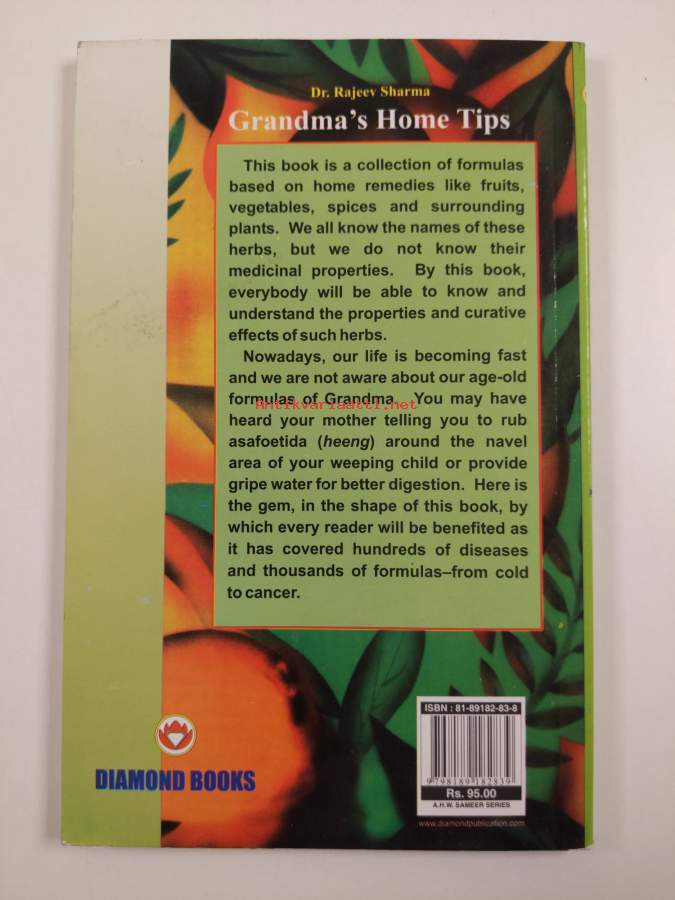 Dr. Rajeev Sharma
Grandma's Home Tips
This book is a collection of formulas
based on home remedies like fruits,
vegetables, spices and surrounding
plants. We all know the names of these
herbs, but we do not know their
medicinal properties. By this book,
everybody will be able to know and
understand the properties and curative
effects of such herbs.
Nowadays, our life is becoming fast
and we are not aware about our age-old
formulas of Grandma. You may have
Antikvariaatti.net
heard your mother telling you to rub
asafoetida (heeng) around the navel
area of your weeping child or provide
gripe water for better digestion. Here is
the gem, in the shape of this book, by
which every reader will be benefited as
it has covered hundreds of diseases
and thousands of formulas–from cold
to cancer.
ISBN : 81-89182-83-8
9 798189 182839
Rs. 95.00
A.H.W. SAMEER SERIES
www.diamondpublication.com
DIAMOND BOOKS